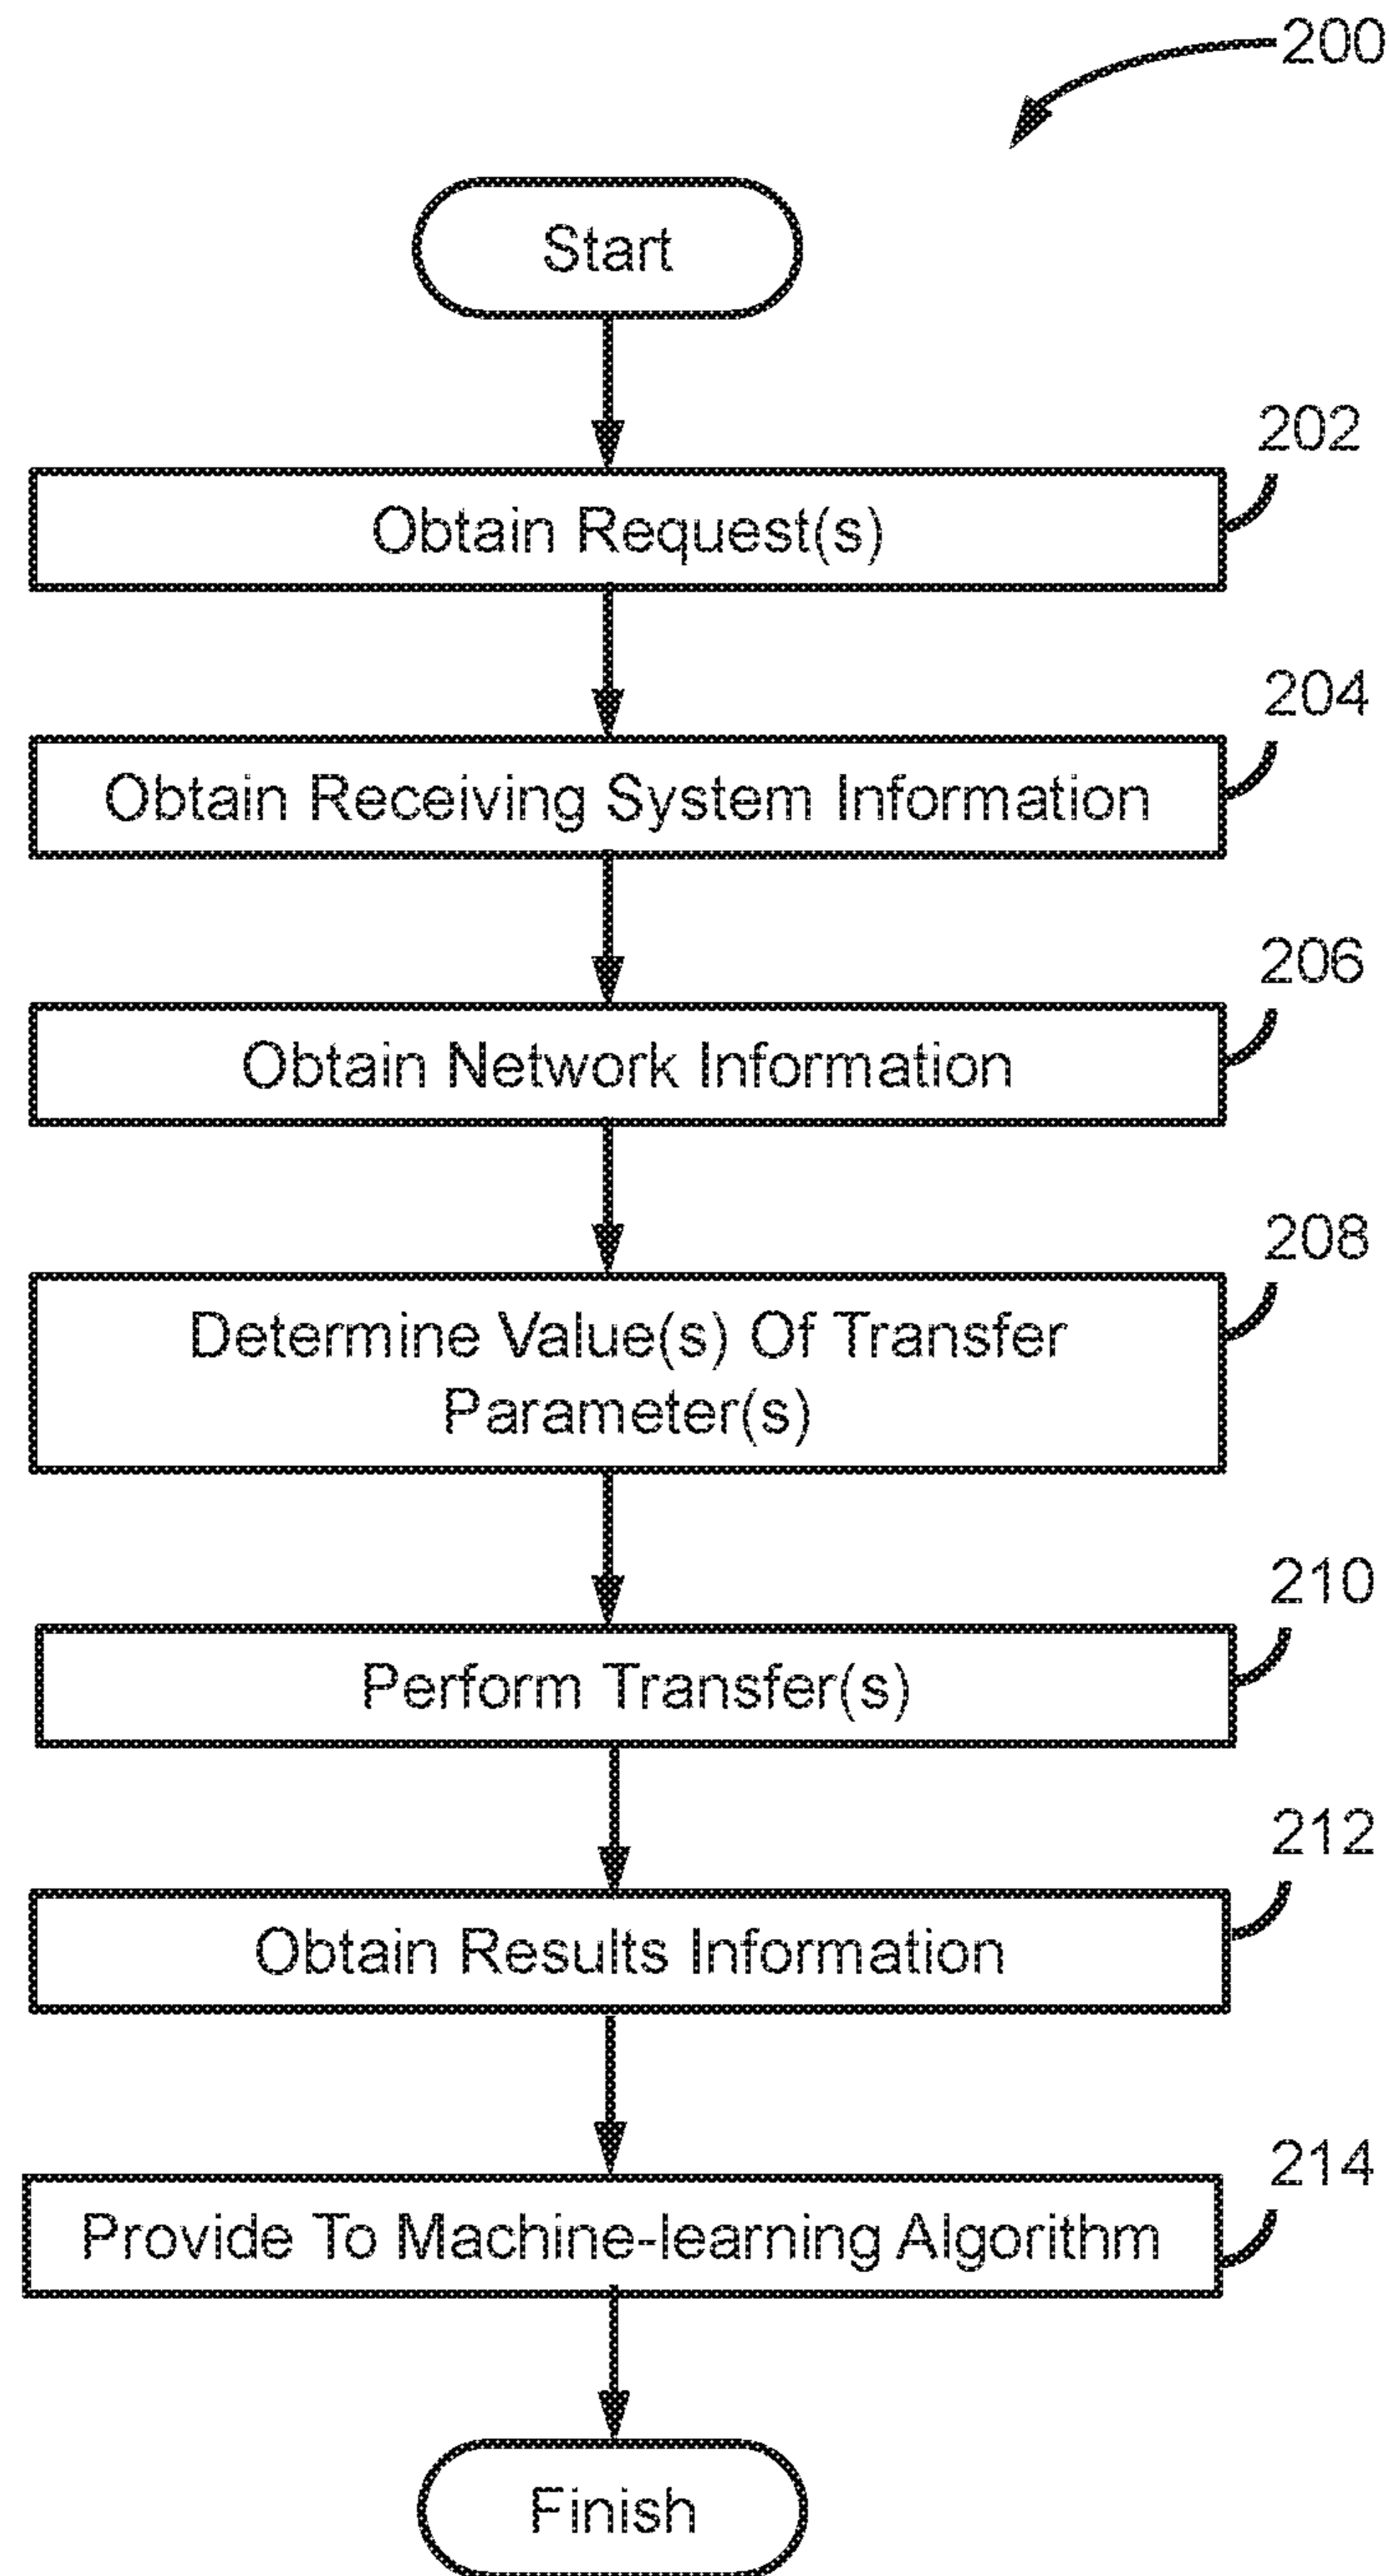 200
Start
202
Obtain Request(s)
204
Obtain Receiving System Information
206
Obtain Network Information
208
Determine Value(s) Of Transfer
Parameter(s)
210
Perform Transfer(s)
212
Obtain Results Information
214
Provide To Machine-learning Algorithm
Finish